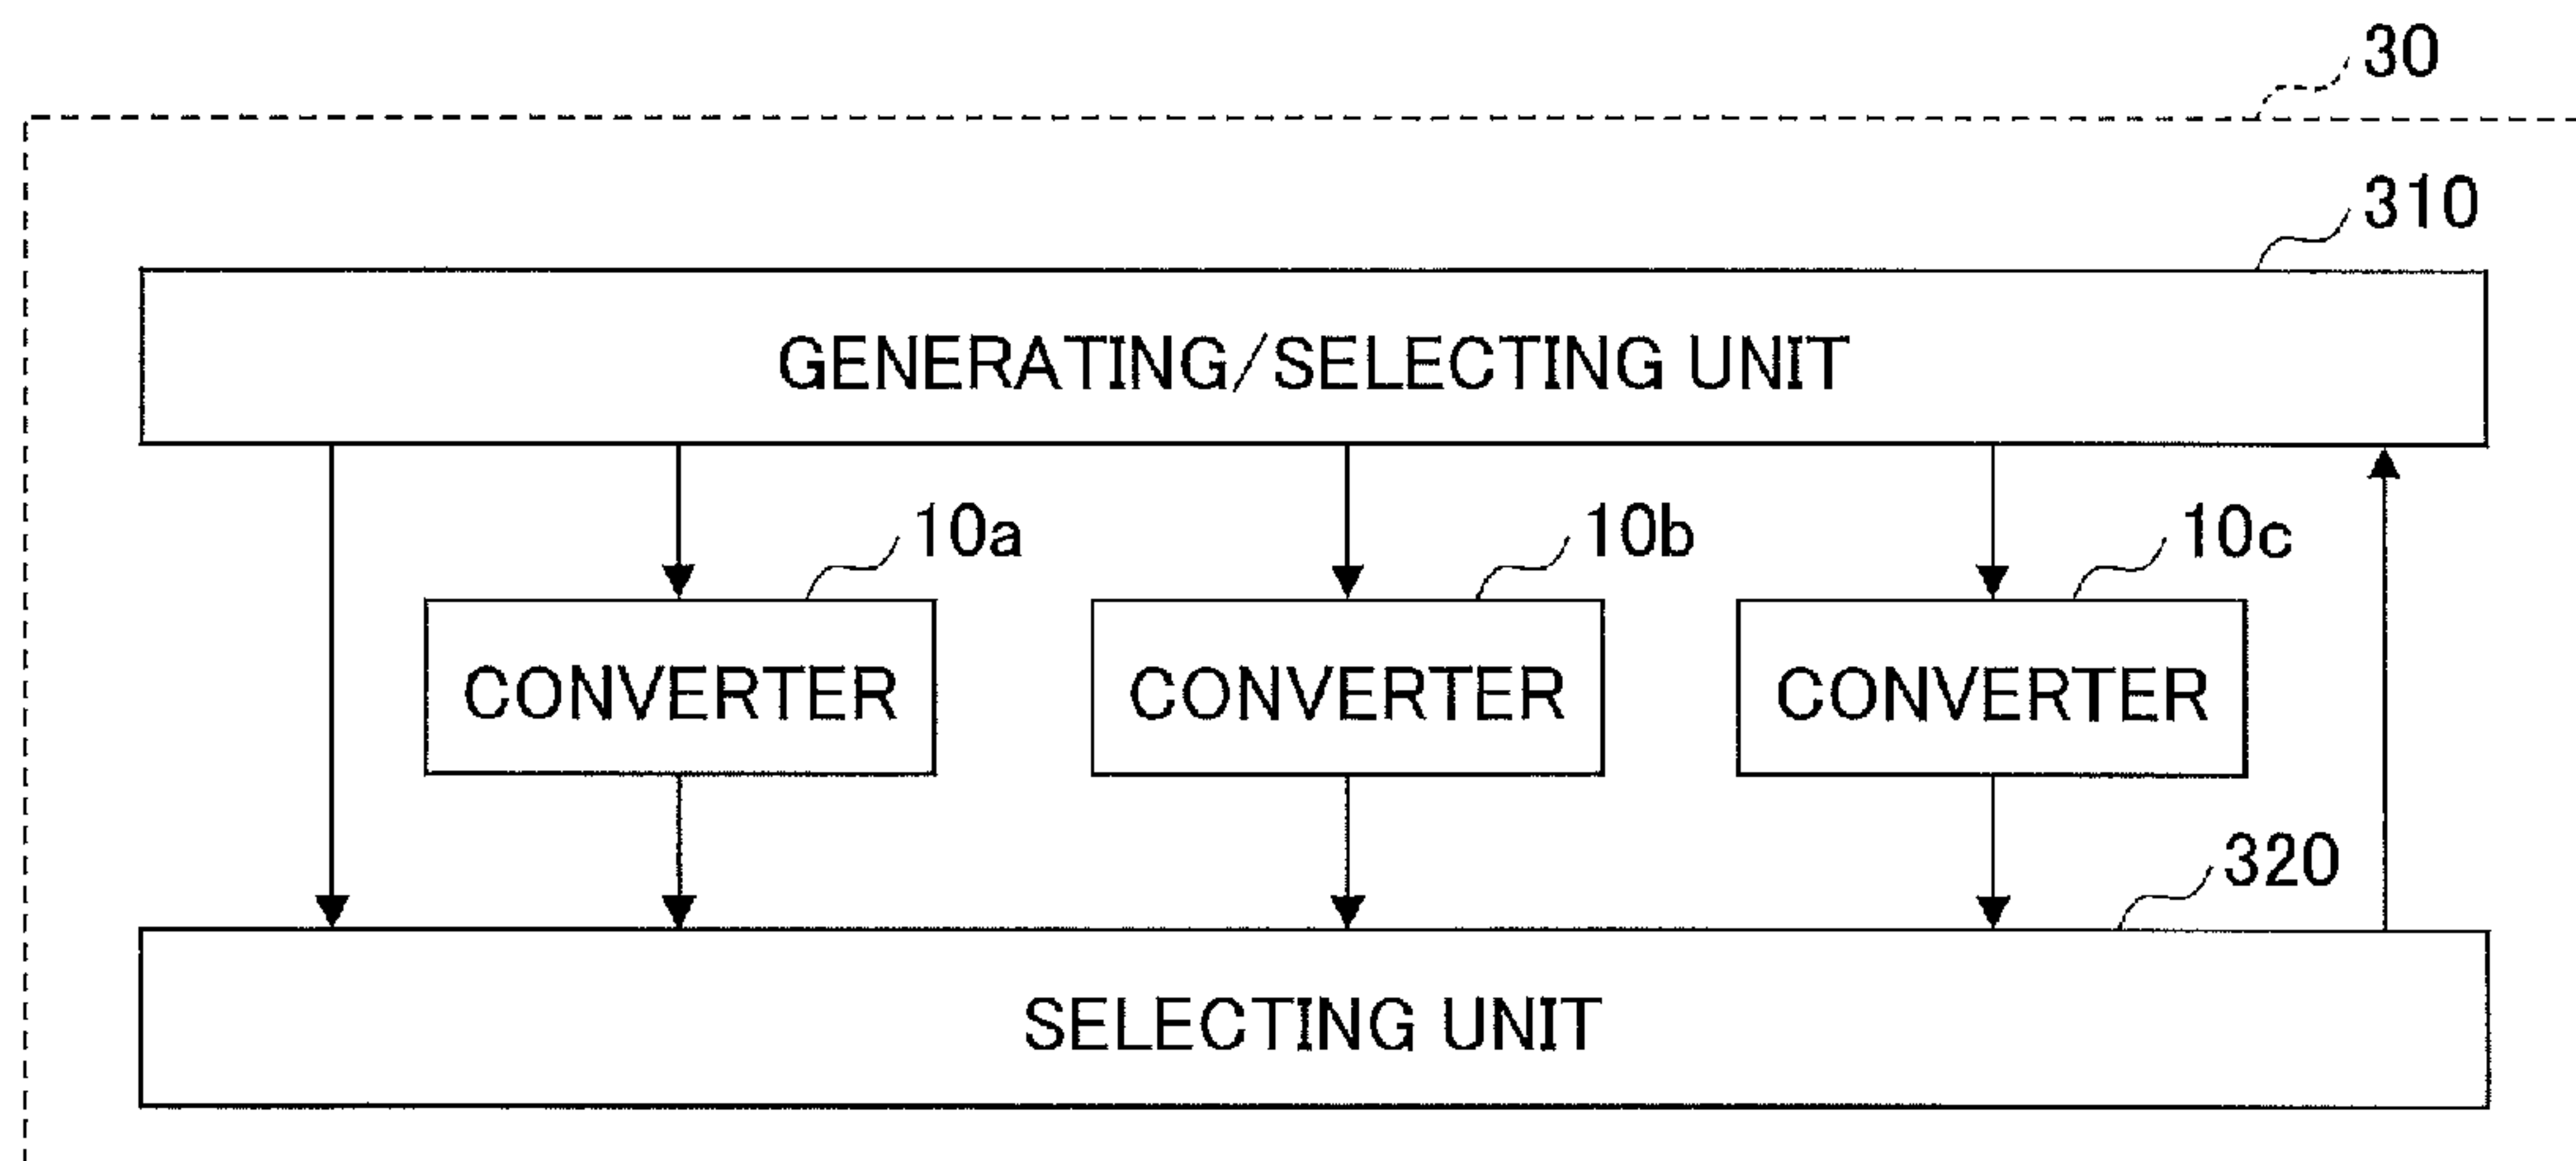 30
310
GENERATING/SELECTING UNIT
10a
10b
10c
CONVERTER
CONVERTER
CONVERTER
320
SELECTING UNIT